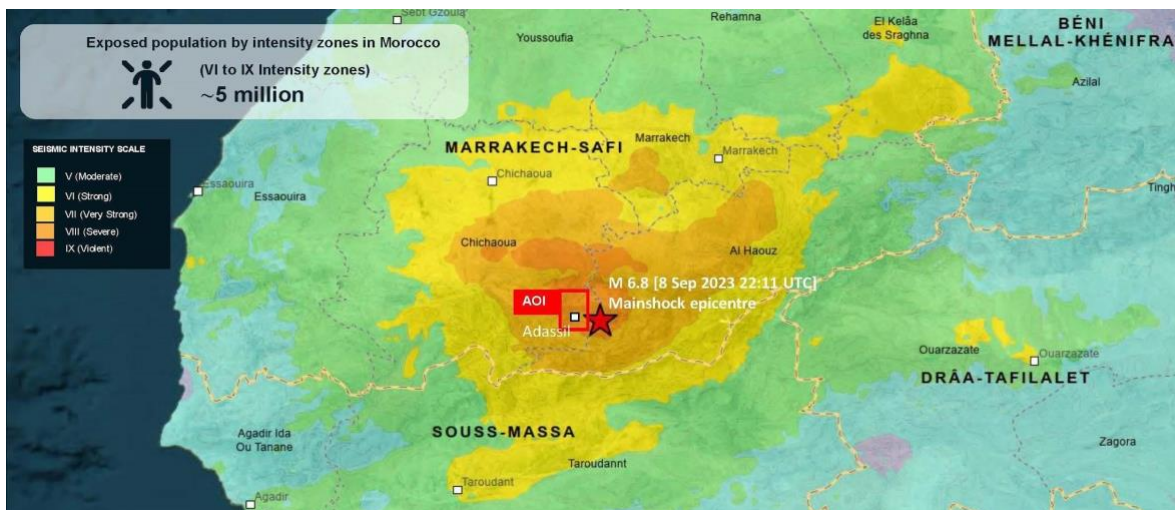 Exposed population by intensity zones in Morocco
(VI to IX Intensity zones)
~5 million
SEISMIC INTENSITY SCALE
V (Moderate)
VI (Strong)
VII (Very Strong)
VIII (Severe)
IX (Violent)
Sebt Gzoula
Rehamna
El Kelâa
des Sraghna
BÉNI
MELLAL-KHÉNIFRA
Youssoufia
Azilal
MARRAKECH-SAFI
Marrakech
Marrakech
Chichaoua
Essaouira
Essaouira
Tingh
Chichaoua
Al Haouz
M 6.8 [8 Sep 2023 22:11 UTC]
Mainshock epicentre
AOI
Adassil
Ouarzazate
Ouarzazate
DRÂA-TAFILALET
SOUSS-MASSA
Agadir Ida
Ou Tanane
Zagora
Taroudannt
Taroudant
Agadir